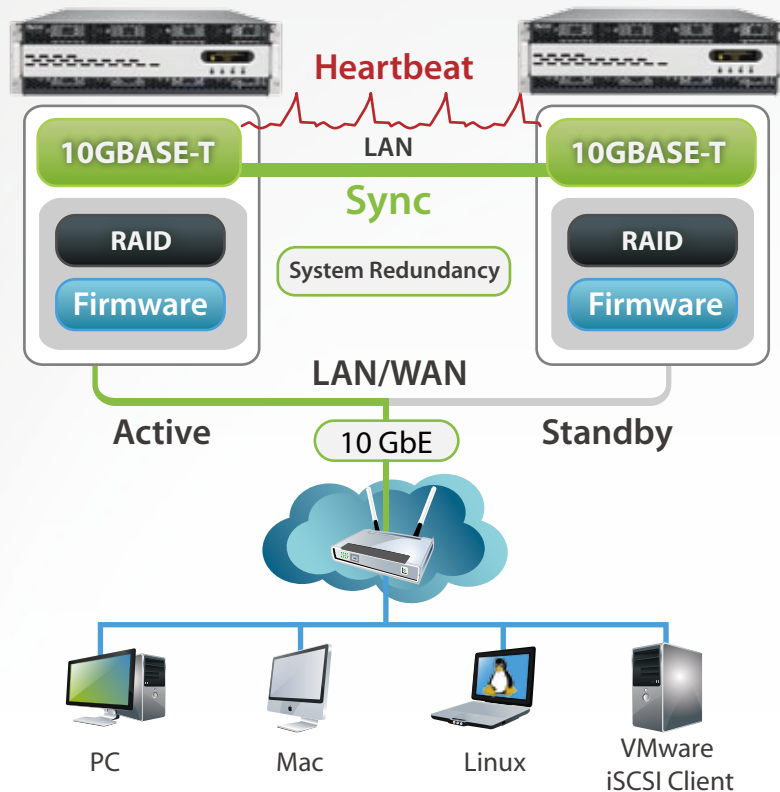 Heartbeat
10GBASE-T
LAN
10GBASE-T
Sync
RAID
RAID
System Redundancy
Firmware
Firmware
LAN/WAN
Active
Standby
10 GbE
PC
Mac
Linux
VMware
iSCSI Client